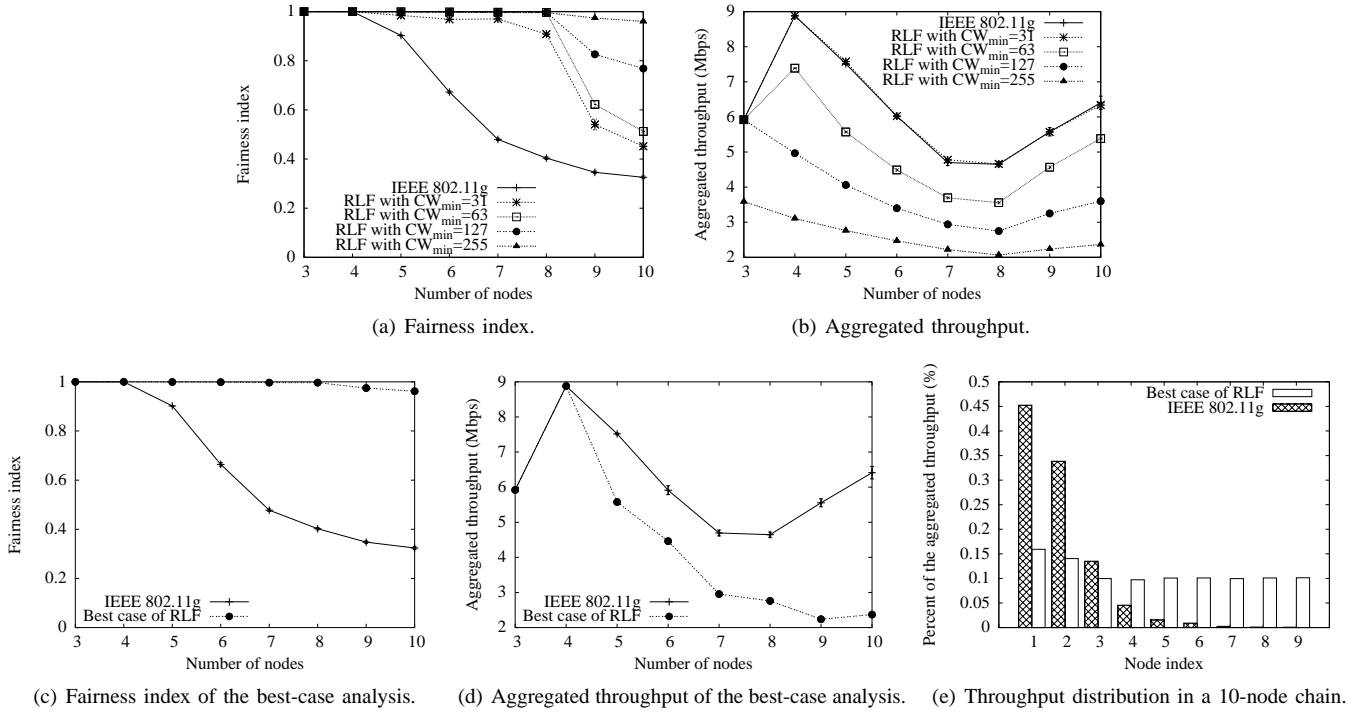 Fairness index
1
0.8
0.6
0.4
0.2
0
IEEE 802.11g
RLF with CWmin=31
RLF with CWmin=63
RLF with CWmin=127
RLF with CWmin=255
3 4 5 6 7 8 9 10
Number of nodes
(a) Fairness index.
Aggregated throughput (Mbps)
9
8
7
6
5
4
3
2
IEEE 802.11g
RLF with CWmin=31
RLF with CWmin=63
RLF with CWmin=127
RLF with CWmin=255
3 4 5 6 7 8 9 10
Number of nodes
(b) Aggregated throughput.
Fairness index
1
0.8
0.6
0.4
0.2
0
IEEE 802.11g
Best case of RLF
3 4 5 6 7 8 9 10
Number of nodes
(c) Fairness index of the best-case analysis.
Aggregated throughput (Mbps)
9
8
7
6
5
4
3
2
IEEE 802.11g
Best case of RLF
3 4 5 6 7 8 9 10
Number of nodes
(d) Aggregated throughput of the best-case analysis.
Percent of the aggregated throughput (%)
0.5
0.45
0.4
0.35
0.3
0.25
0.2
0.15
0.1
0.05
0
Best case of RLF
IEEE 802.11g
1 2 3 4 5 6 7 8 9
Node index
(e) Throughput distribution in a 10-node chain.